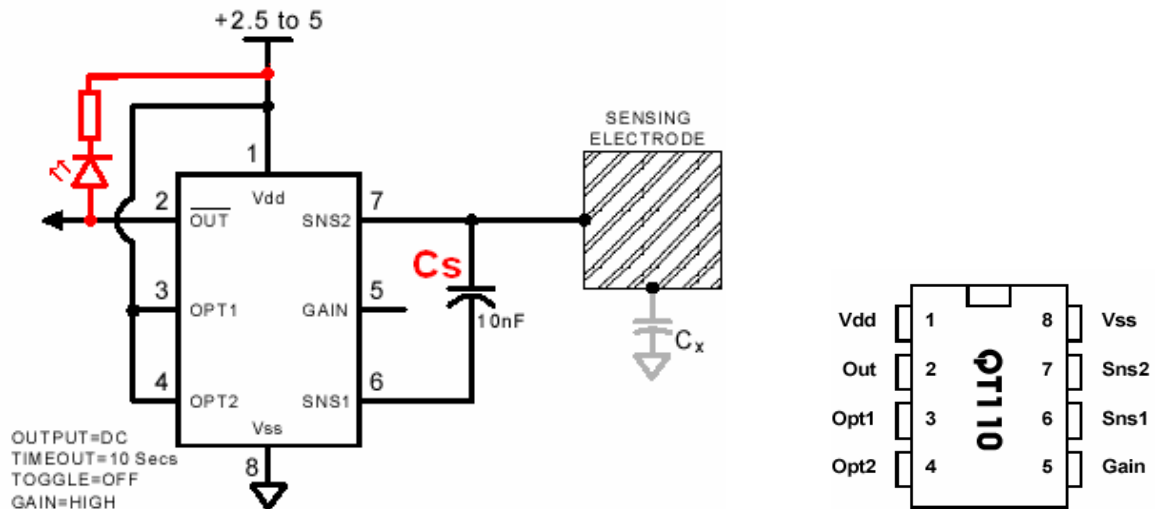 +2.5 to 5
SENSING
ELECTRODE
1
Vdd
2
OUT
SNS2
7
Cs
3
OPT1
GAIN
5
10nF
Cx
4
OPT2
SNS1
6
Vss
8
OUTPUT=DC
TIMEOUT=10 Secs
TOGGLE=OFF
GAIN=HIGH
Vdd 1 8 Vss
Out 2 7 Sns2
Opt1 3 6 Sns1
Opt2 4 5 Gain
QT110